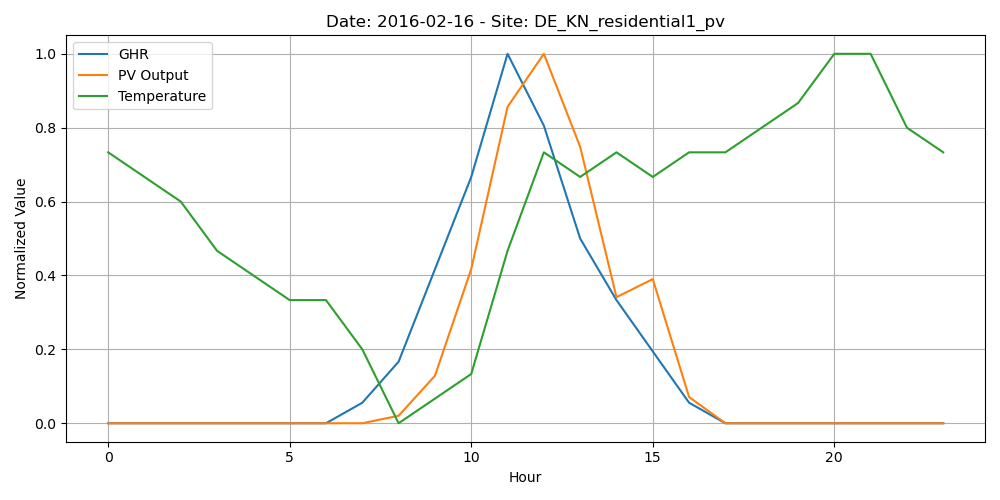 Date: 2016-02-16 - Site: DE_KN_residential1_pv
GHR
PV Output
Temperature
Normalized Value
1.0
0.8
0.6
0.4
0.2
0.0
0 5 10 15 20
Hour